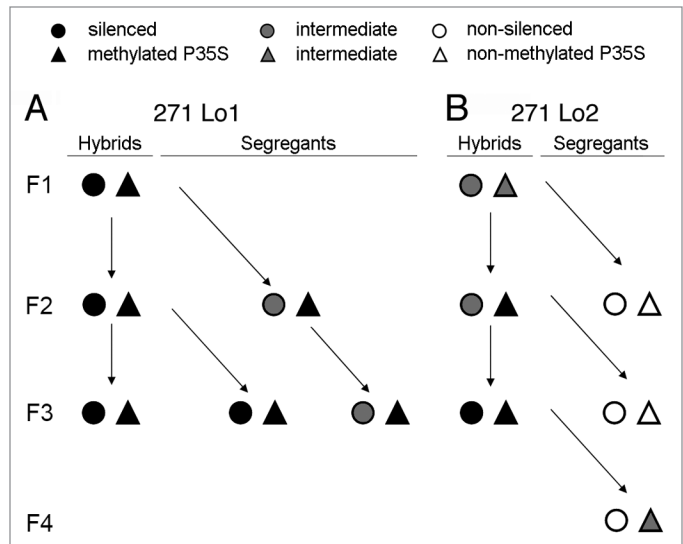 silenced intermediate non-silenced
methylated P35S intermediate non-methylated P35S
A 271 Lo1 B 271 Lo2
Hybrids Segregants Hybrids Segregants
F1
F2
F3
F4